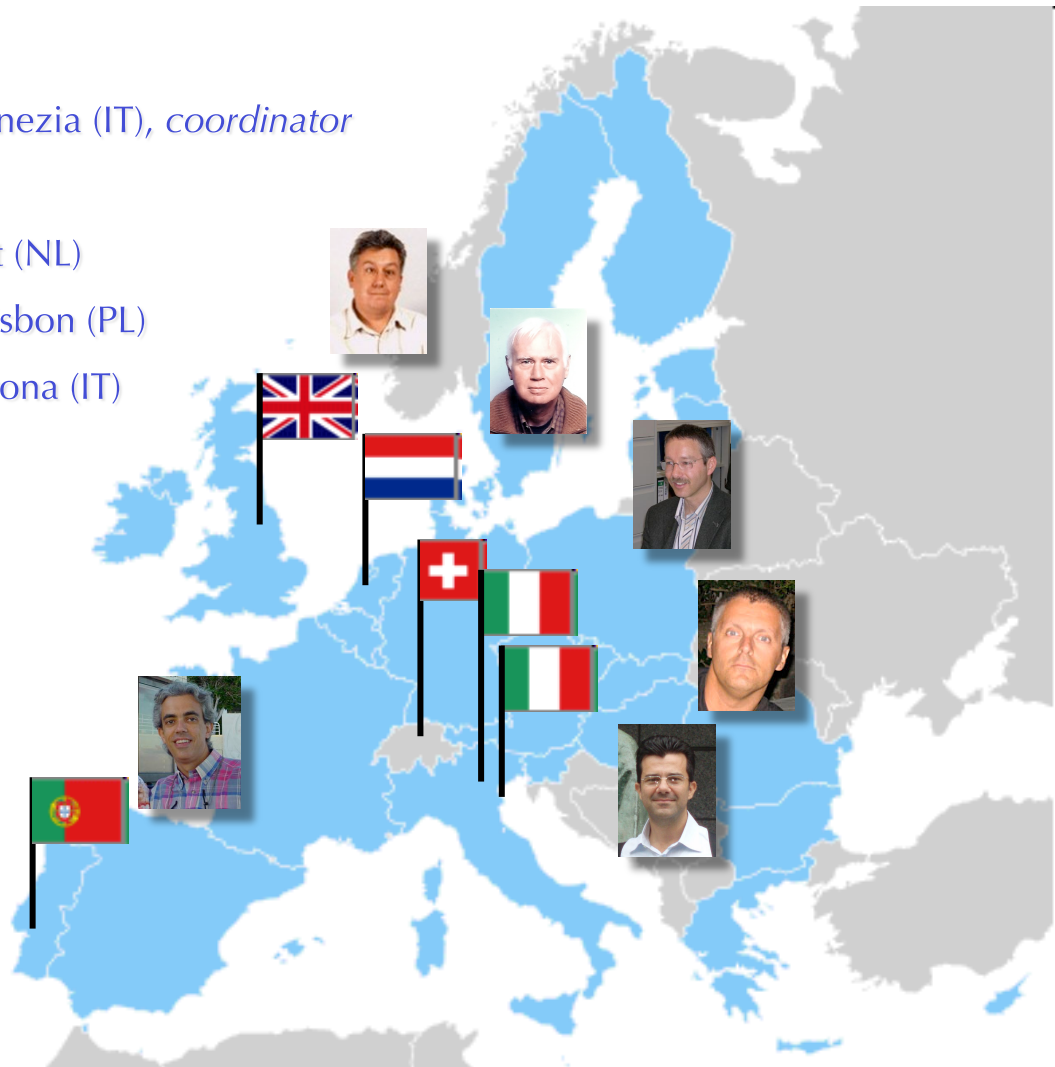 nezia (IT), coordinator
t (NL)
sbon (PL)
ona (IT)